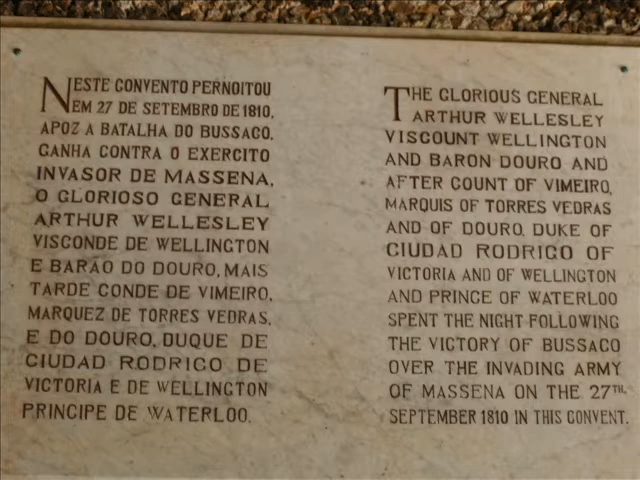 NESTE CONVENTO PERNOITOU
EM 27 DE SETEMBRO DE 1810,
APOZ A BATALHA DO BUSSACO,
GANHA CONTRA O EXERCITO
INVASOR DE MASSENA,
O GLORIOSO GENERAL
ARTHUR WELLESLEY
VISCONDE DE WELLINGTON
E BARÃO DO DOURO, MAIS
TARDE CONDE DE VIMEIRO,
MARQUEZ DE TORRES VEDRAS,
E DO DOURO, DUQUE DE
CIUDAD RODRIGO DE
VICTORIA E DE WELLINGTON
PRINCIPE DE WATERLOO.
THE GLORIOUS GENERAL
ARTHUR WELLESLEY
VISCOUNT WELLINGTON
AND BARON DOURO AND
AFTER COUNT OF VIMEIRO,
MARQUIS OF TORRES VEDRAS
AND OF DOURO, DUKE OF
CIUDAD RODRIGO OF
VICTORIA AND OF WELLINGTON
AND PRINCE OF WATERLOO
SPENT THE NIGHT FOLLOWING
THE VICTORY OF BUSSACO
OVER THE INVADING ARMY
OF MASSENA ON THE 27TH.
SEPTEMBER 1810 IN THIS CONVENT.